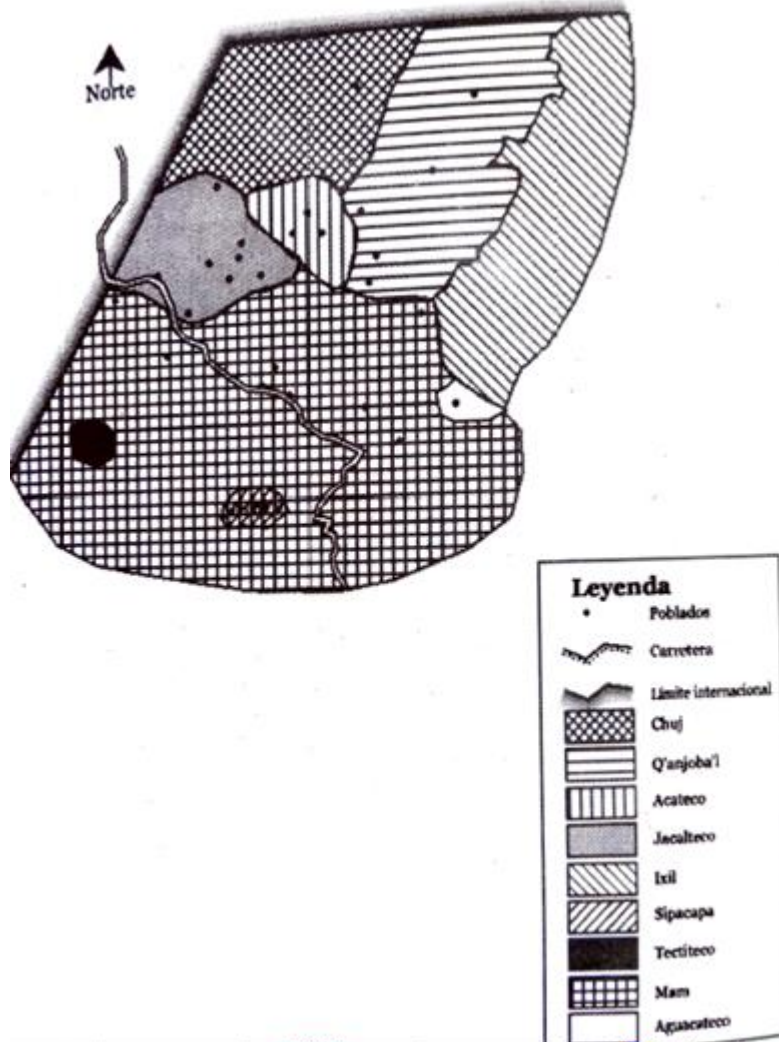 Norte
Leyenda
Poblados
Carretera
Límite internacional
Chuj
Q'anjoba'l
Acateco
Jacalteco
Ixil
Sipacapa
Tectiteco
Mam
Aguacateco